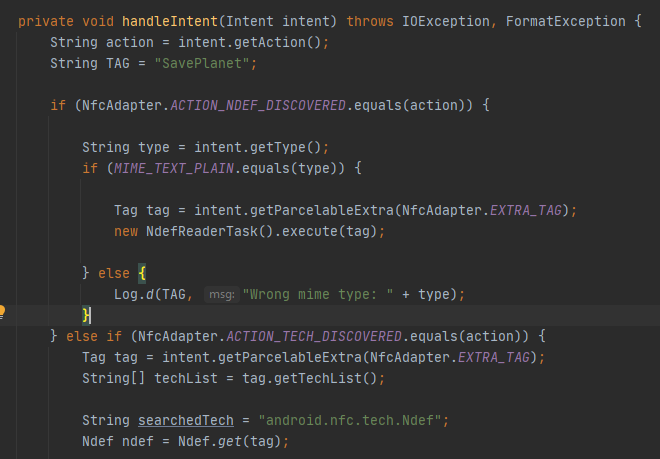 private void handleIntent(Intent intent) throws IOException, FormatException {
    String action = intent.getAction();
    String TAG = "SavePlanet";

    if (NfcAdapter.ACTION_NDEF_DISCOVERED.equals(action)) {

        String type = intent.getType();
        if (MIME_TEXT_PLAIN.equals(type)) {

            Tag tag = intent.getParcelableExtra(NfcAdapter.EXTRA_TAG);
            new NdefReaderTask().execute(tag);

        } else {
            Log.d(TAG, msg: "Wrong mime type: " + type);
        }
    } else if (NfcAdapter.ACTION_TECH_DISCOVERED.equals(action)) {
        Tag tag = intent.getParcelableExtra(NfcAdapter.EXTRA_TAG);
        String[] techList = tag.getTechList();

        String searchedTech = "android.nfc.tech.Ndef";
        Ndef ndef = Ndef.get(tag);